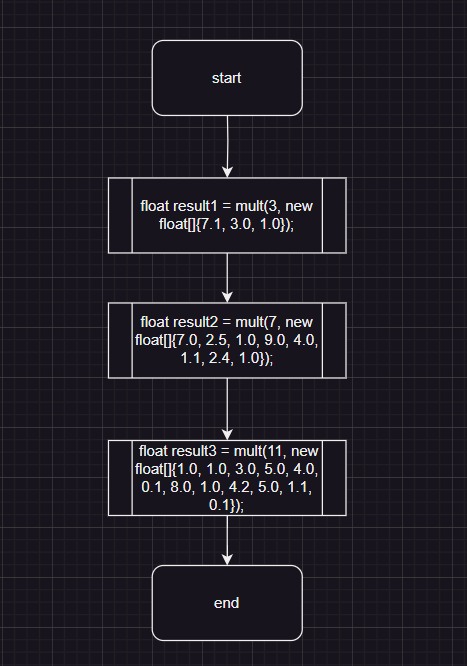 start
float result1 = mult(3, new
float[]{7.1, 3.0, 1.0});
float result2 = mult(7, new
float[]{7.0, 2.5, 1.0, 9.0, 4.0,
1.1, 2.4, 1.0});
float result3 = mult(11, new
float[]{1.0, 1.0, 3.0, 5.0, 4.0,
0.1, 8.0, 1.0, 4.2, 5.0, 1.1,
0.1});
end